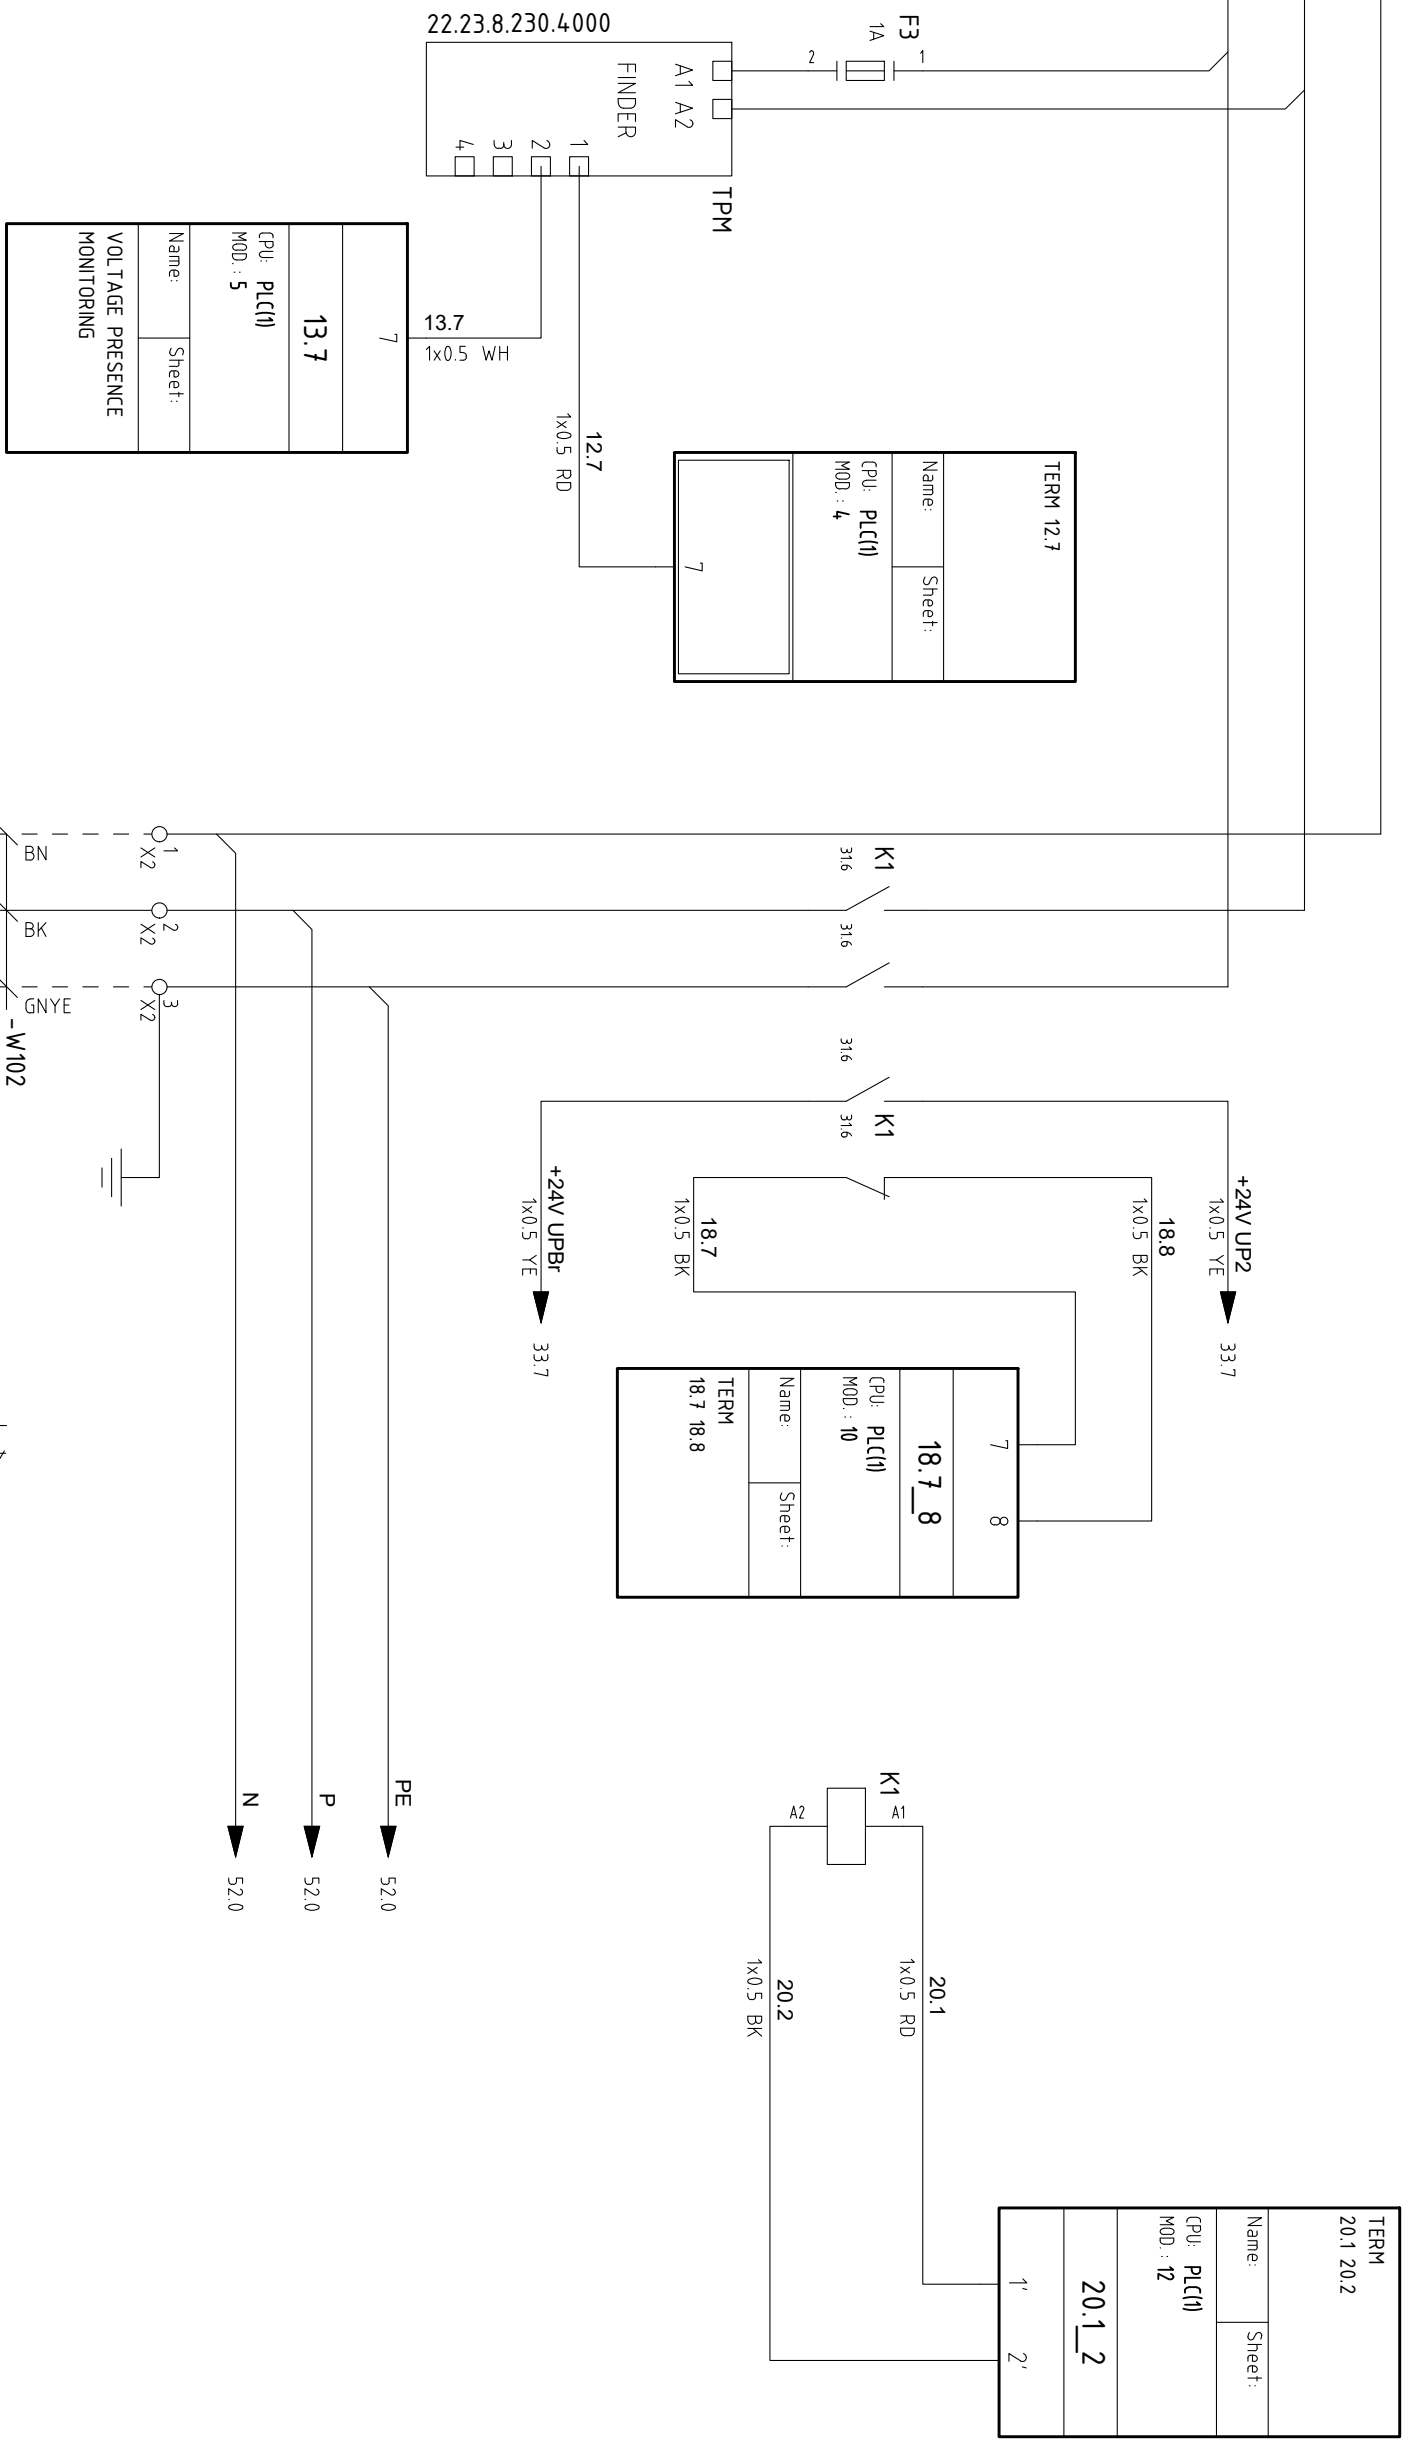 22.23.8.230.4000
F3
1A
2
1
A1 A2
FINDER
1
2
3
4
TPM
7
13.7
CPU: PLC(1)
MOD.: 5
Name:
Sheet:
VOLTAGE PRESENCE
MONITORING
13.7
1x0.5 WH
12.7
1x0.5 RD
TERM 12.7
Name:
Sheet:
CPU: PLC(1)
MOD.: 4
7
BN
1
X2
BK
2
X2
GNYE
3
X2
-W102
K1
31.6
31.6
31.6
K1
31.6
+24V UP2
1x0.5 YE
33.7
18.8
1x0.5 BK
18.7
1x0.5 BK
+24V UPBr
1x0.5 YE
33.7
7
8
18.7_8
CPU: PLC(1)
MOD.: 10
Name:
Sheet:
TERM
18.7 18.8
PE
52.0
P
52.0
N
52.0
K1
A1
A2
20.1
1x0.5 RD
20.2
1x0.5 BK
TERM
20.1 20.2
Name:
Sheet:
CPU: PLC(1)
MOD.: 12
20.1_2
1'
2'